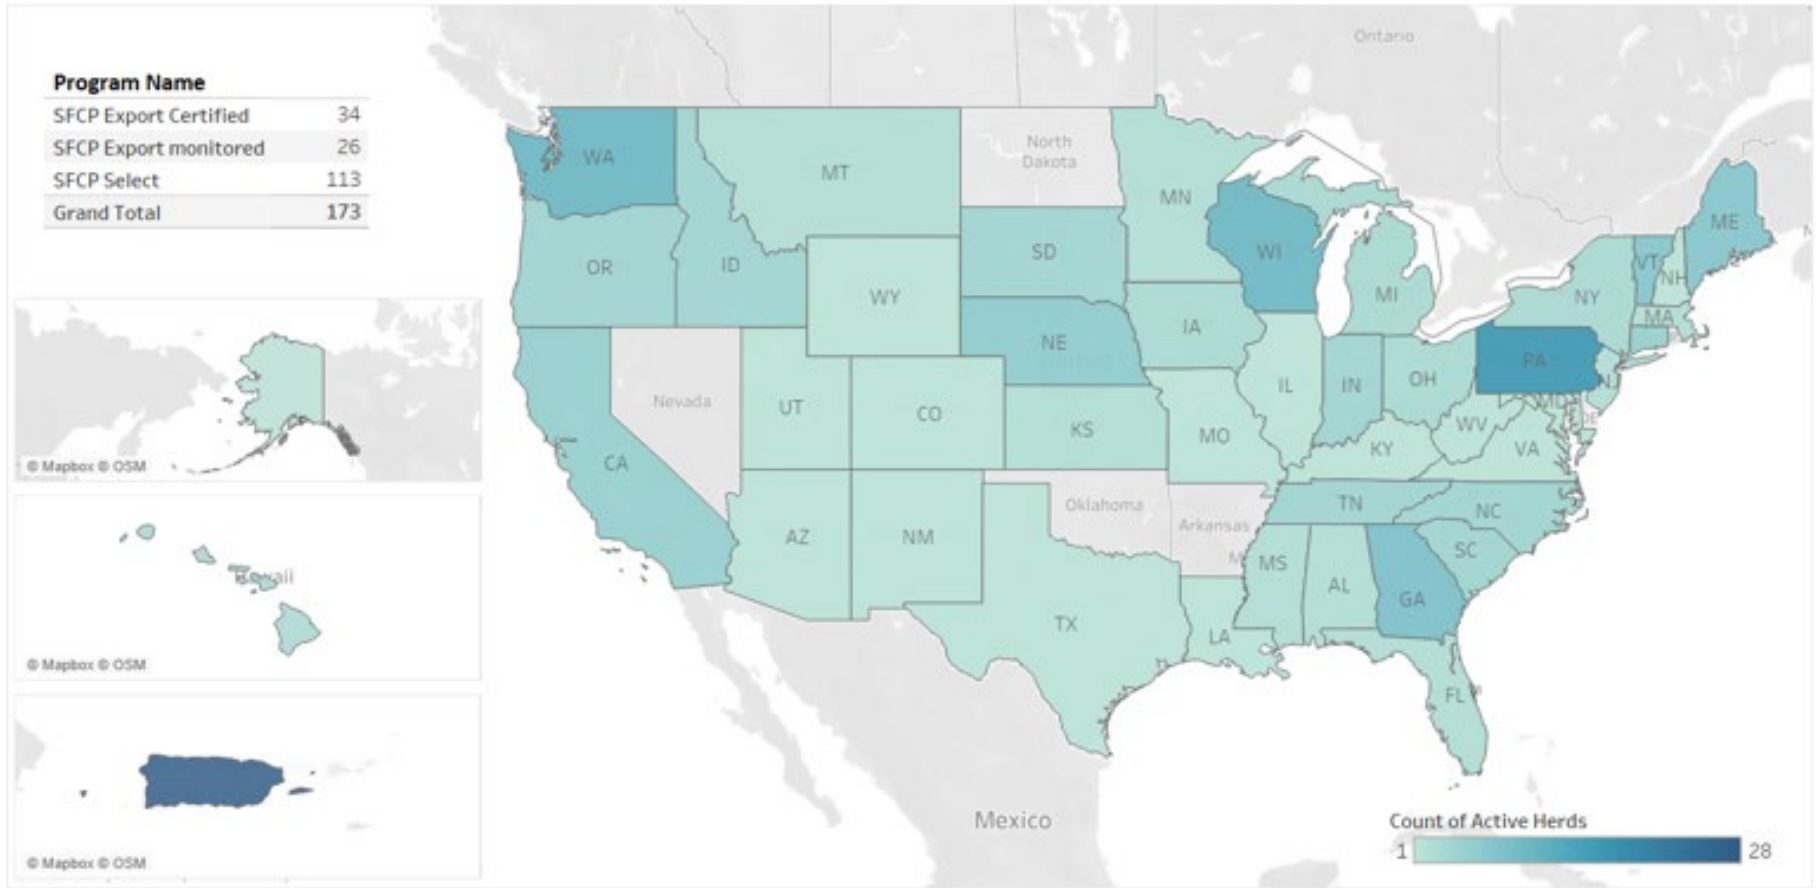 Program Name
SFCP Export Certified 34
SFCP Export monitored 26
SFCP Select 113
Grand Total 173
© Mapbox © OSM
Hawaii
© Mapbox © OSM
© Mapbox © OSM
Ontario
WA
MT
North
Dakota
MN
OR
ID
WY
SD
WI
MI
NY
VT
NH
ME
MA
NE
IA
Nevada
UT
CO
KS
MO
IL
IN
OH
PA
NJ
MD
DE
WV
VA
KY
CA
AZ
NM
Oklahoma
Arkansas
TN
NC
SC
MS
AL
GA
TX
LA
FL
Mexico
Count of Active Herds
1 28